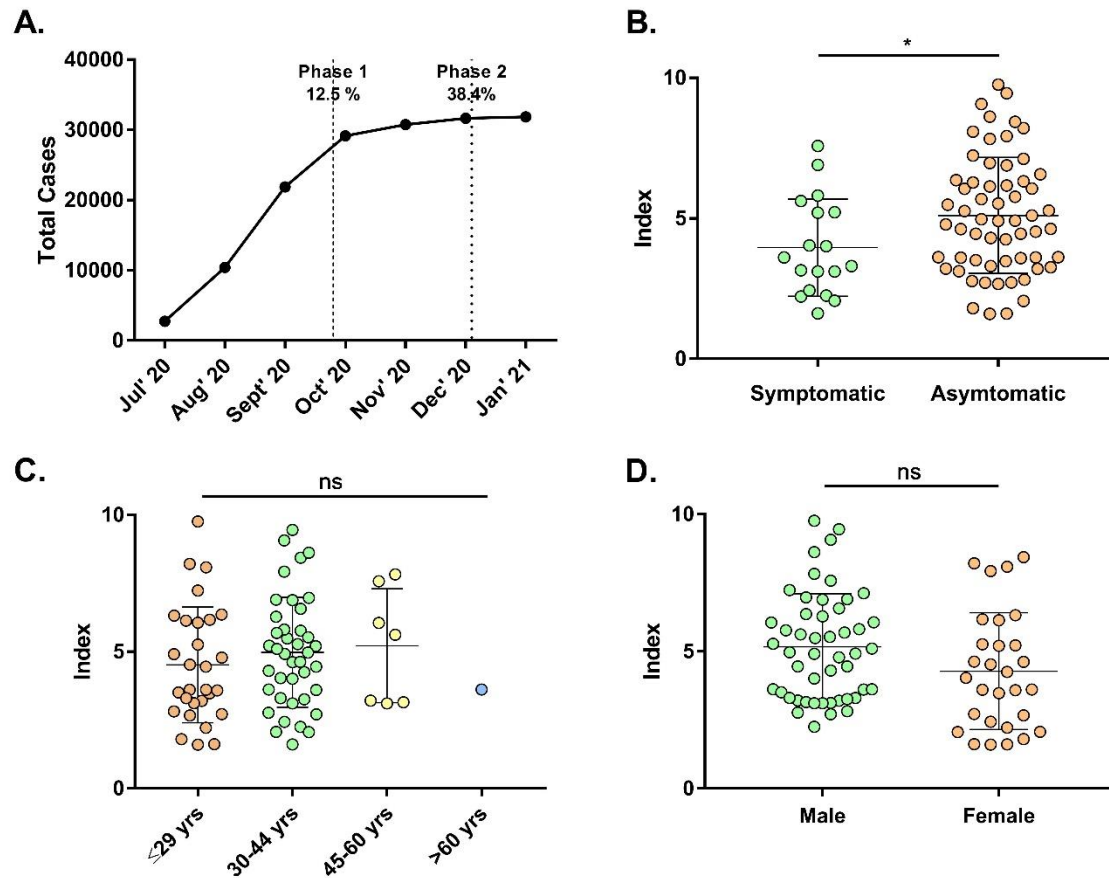 A.
40000
30000
20000
10000
0
Total Cases
Phase 1
12.5 %
Phase 2
38.4%
Jul' 20
Aug' 20
Sept' 20
Oct' 20
Nov' 20
Dec' 20
Jan' 21
B.
*
10
5
0
Index
Symptomatic
Asymtomatic
C.
ns
10
5
0
Index
≤29 yrs
30-44 yrs
45-60 yrs
>60 yrs
D.
ns
10
5
0
Index
Male
Female